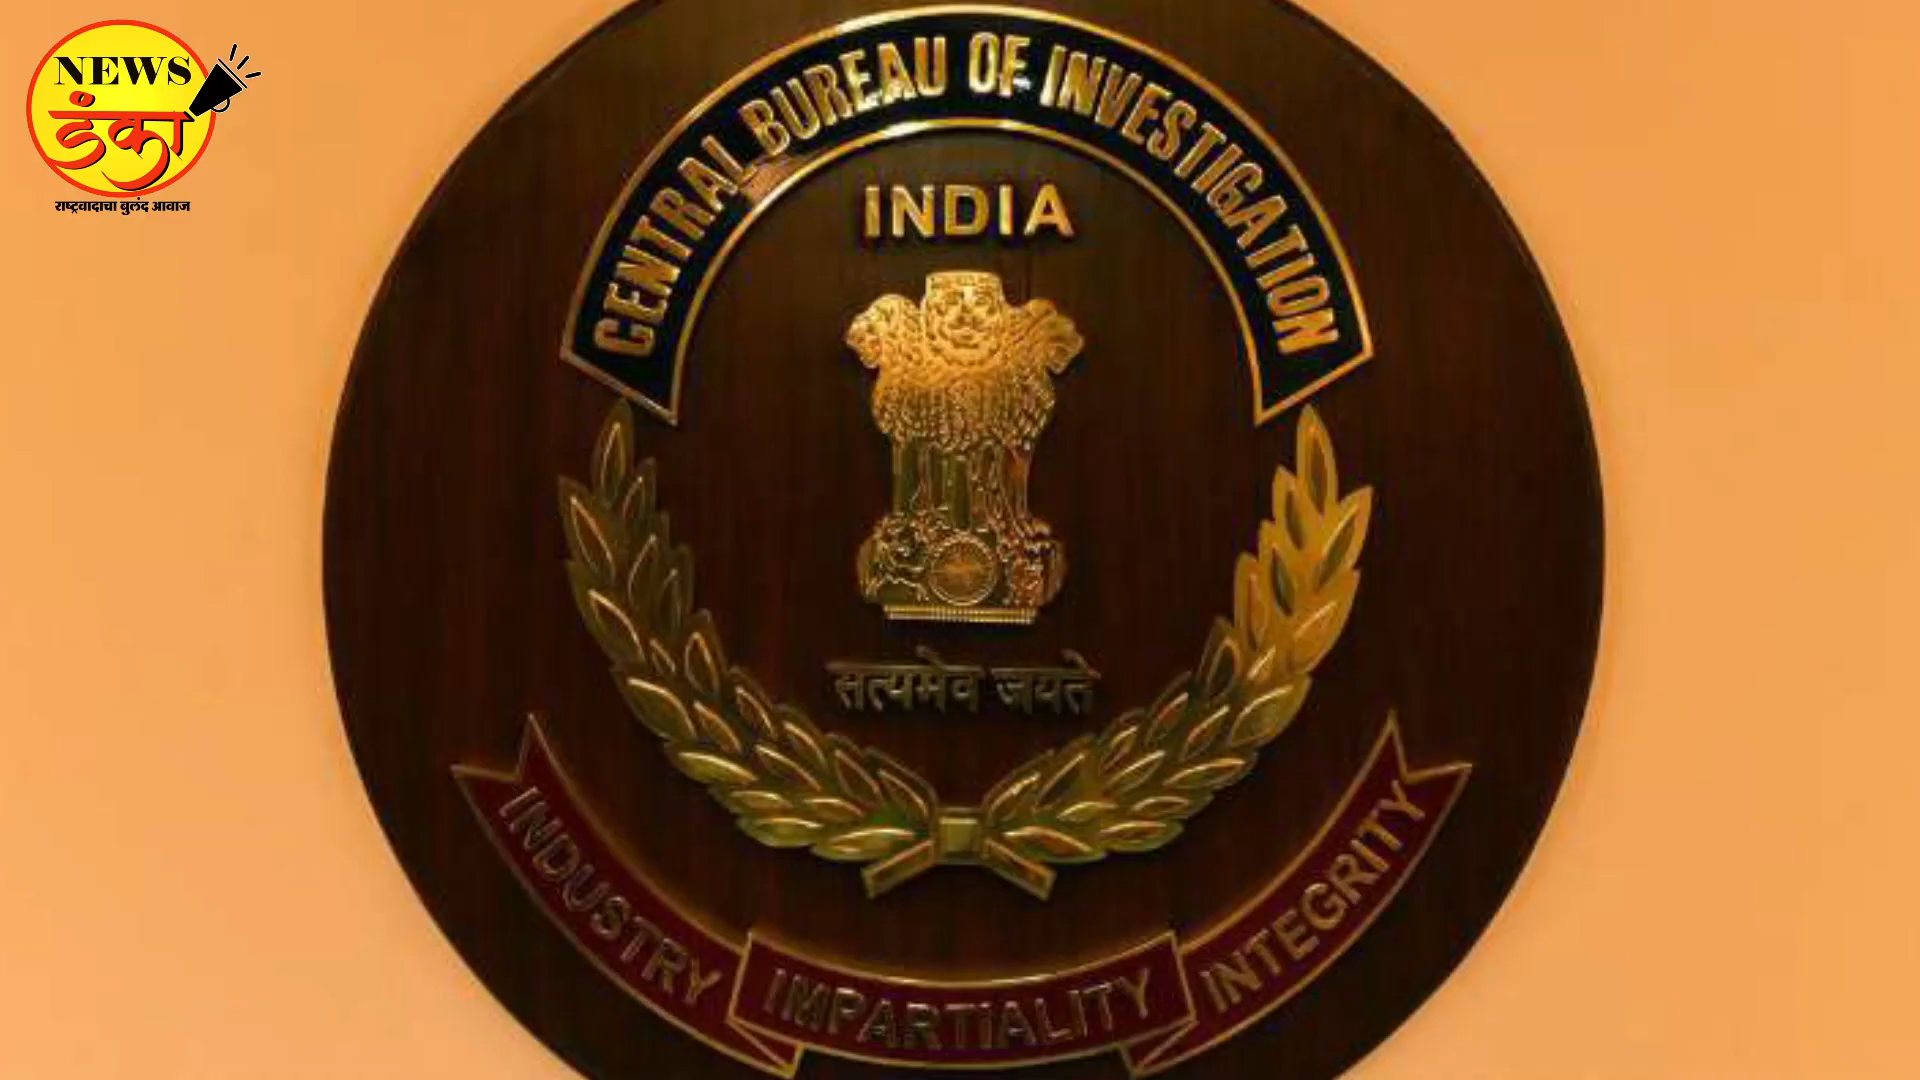 NEWS
डंका
राष्ट्रवादाचा बुलंद आवाज
CENTRAL BUREAU OF INVESTIGATION
INDIA
सत्यमेव जयते
INDUSTRY IMPARTIALITY INTEGRITY